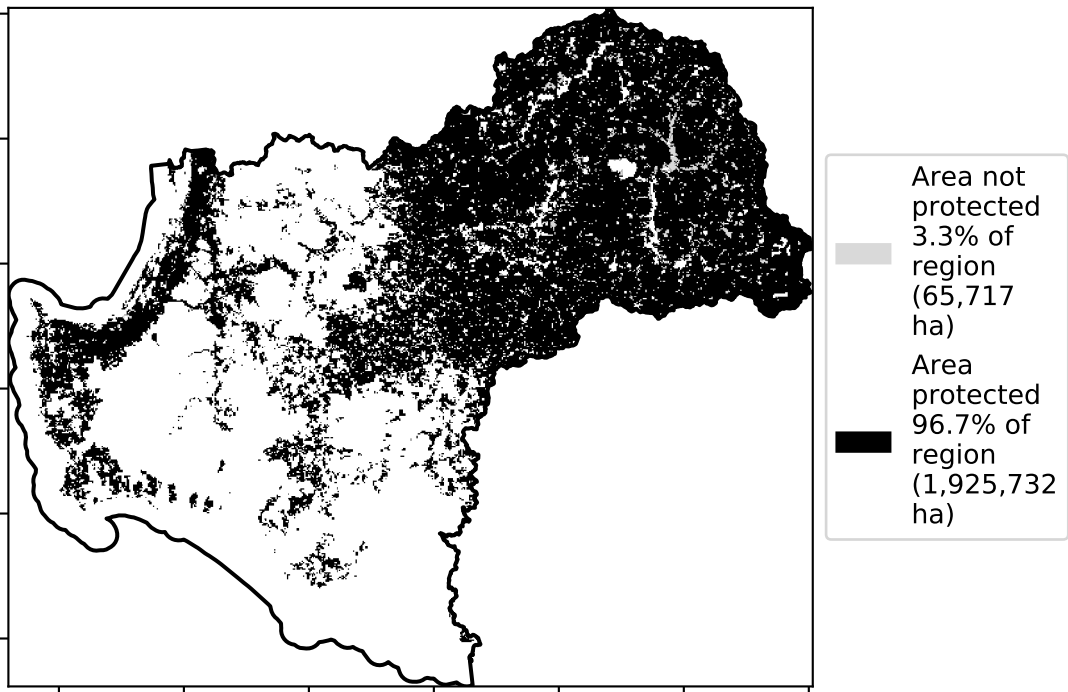 Area not
protected
3.3% of
region
(65,717
ha)
Area
protected
96.7% of
region
(1,925,732
ha)